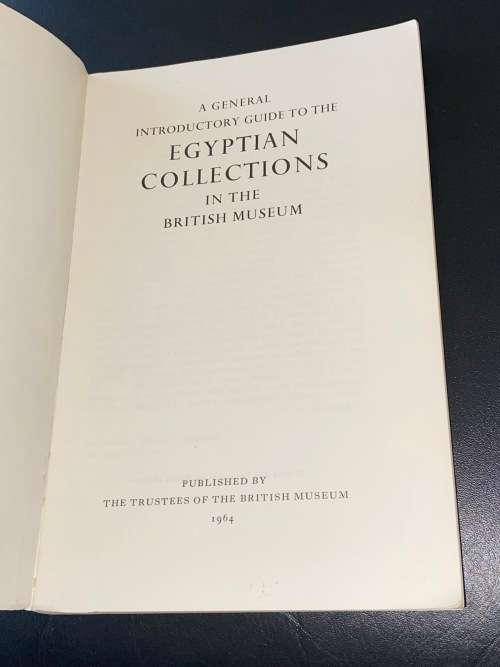 A GENERAL
INTRODUCTORY GUIDE TO THE
EGYPTIAN
COLLECTIONS
IN THE
BRITISH MUSEUM
PUBLISHED BY
THE TRUSTEES OF THE BRITISH MUSEUM
1964